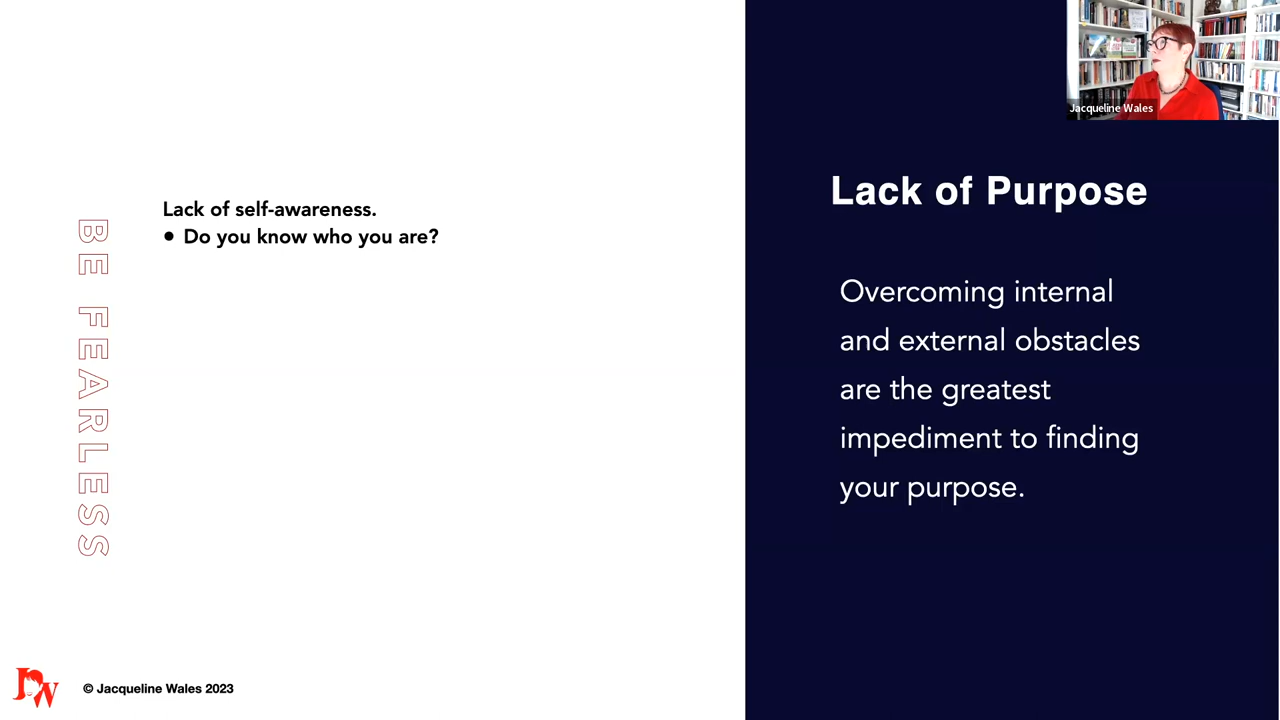 Jacqueline Wales
Lack of self-awareness.
• Do you know who you are?
BE FEARLESS
Lack of Purpose
Overcoming internal
and external obstacles
are the greatest
impediment to finding
your purpose.
JW
© Jacqueline Wales 2023